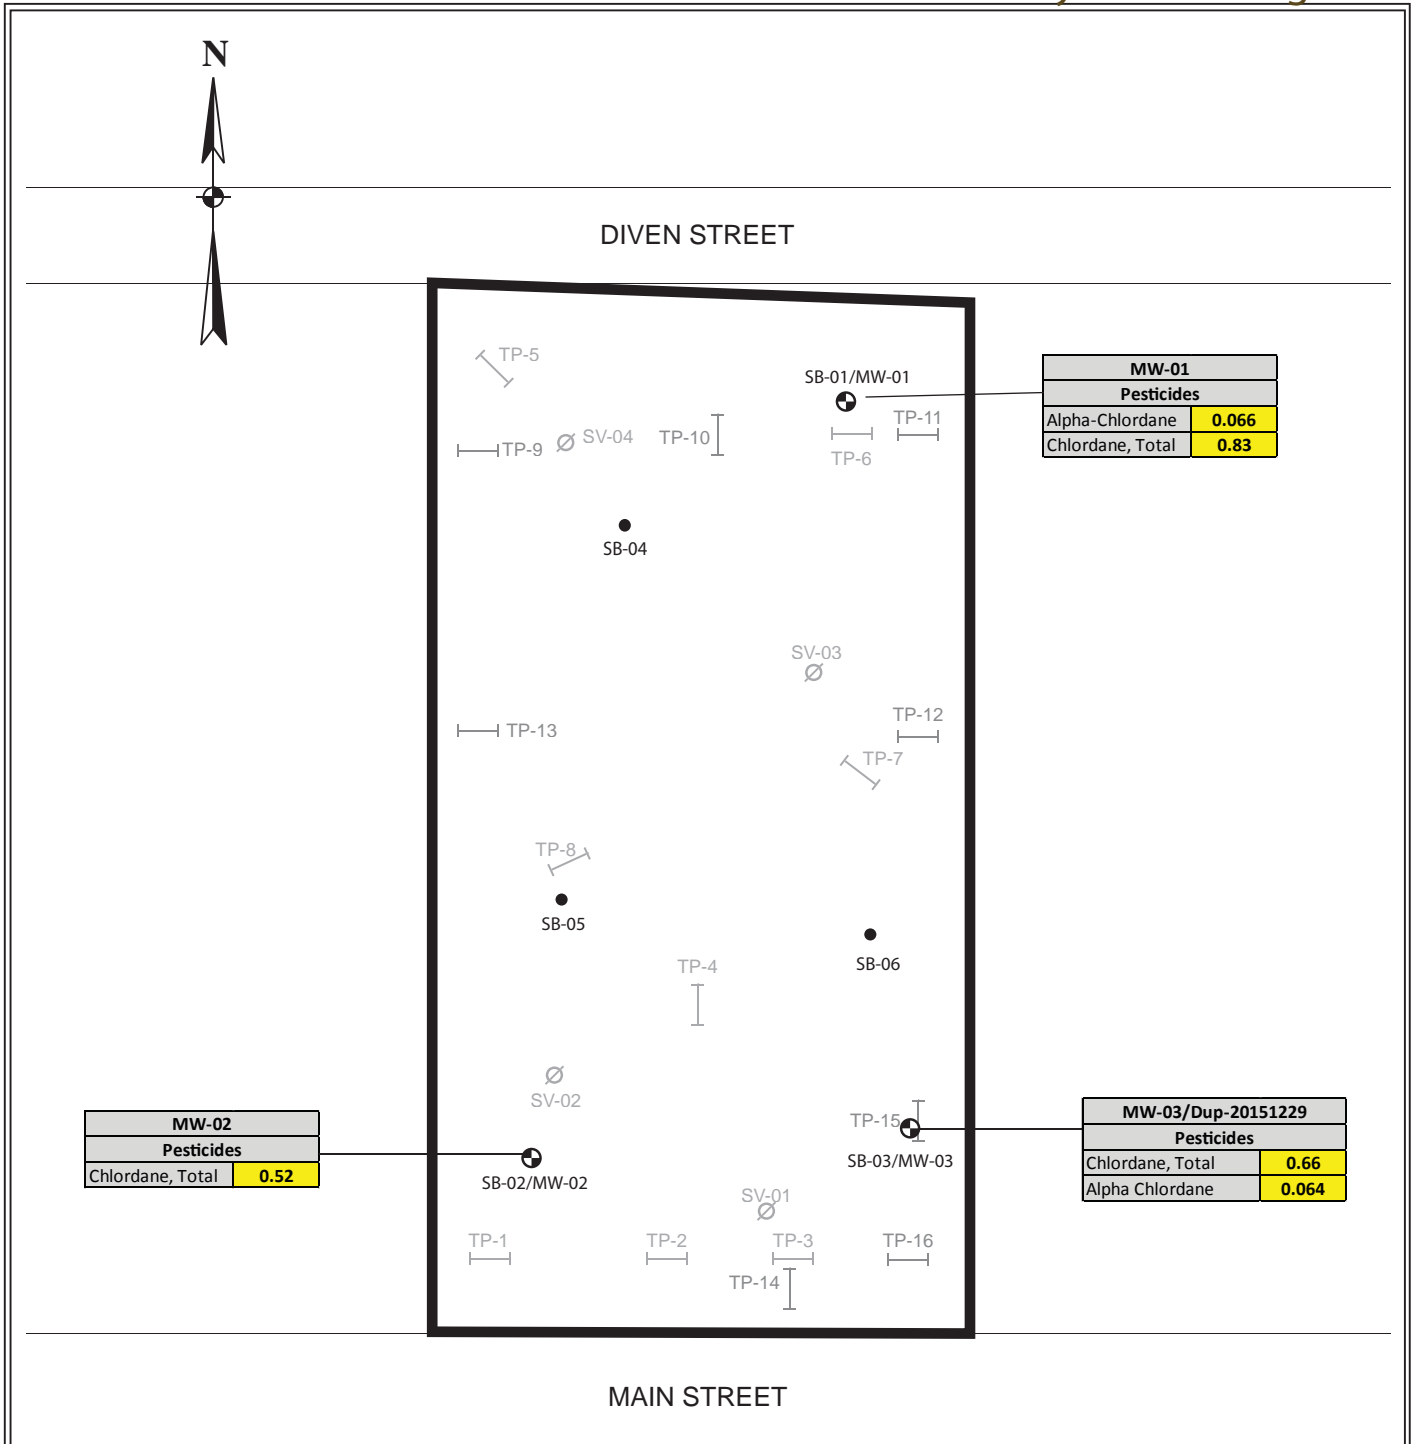 N
DIVEN STREET
TP-5
SB-01/MW-01
MW-01
Pesticides
Alpha-Chlordane 0.066
Chlordane, Total 0.83
TP-9
SV-04
TP-10
TP-11
TP-6
SB-04
SV-03
TP-13
TP-12
TP-7
TP-8
SB-05
SB-06
TP-4
SV-02
MW-02
Pesticides
Chlordane, Total 0.52
SB-02/MW-02
TP-15
SB-03/MW-03
MW-03/Dup-20151229
Pesticides
Chlordane, Total 0.66
Alpha Chlordane 0.064
SV-01
TP-1
TP-2
TP-3
TP-16
TP-14
MAIN STREET